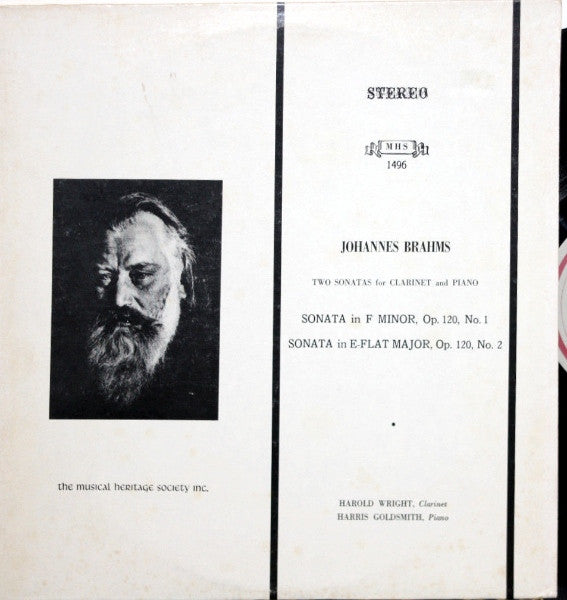 STEREO
MHS
1496
JOHANNES BRAHMS
TWO SONATAS for CLARINET and PIANO
SONATA in F MINOR, Op. 120, No. 1
SONATA in E-FLAT MAJOR, Op. 120, No. 2
HAROLD WRIGHT, Clarinet
HARRIS GOLDSMITH, Piano
the musical heritage society inc.